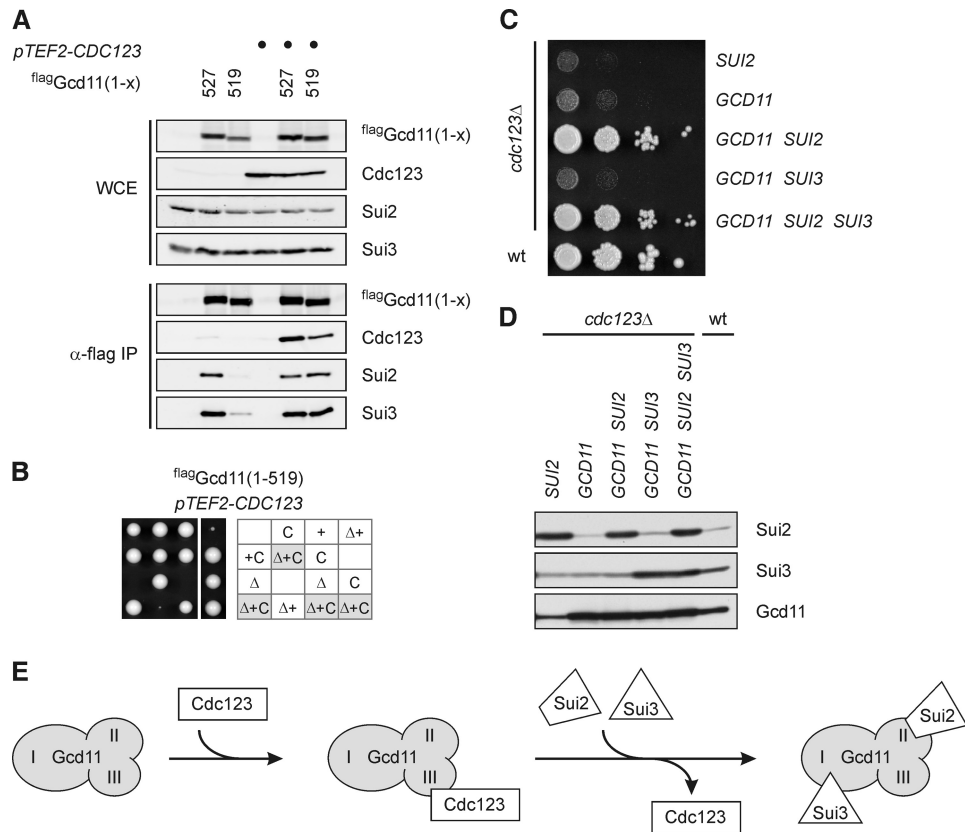 A
pTEF2-CDC123 • • •
flagGcd11(1-x) 527 519 527 519
WCE
flagGcd11(1-x)
Cdc123
Sui2
Sui3
α-flag IP
flagGcd11(1-x)
Cdc123
Sui2
Sui3
B
flagGcd11(1-519)
pTEF2-CDC123
C + Δ+
+C Δ+C C
Δ Δ C
Δ+C Δ+ Δ+C Δ+C
C
cdc123Δ
SUI2
GCD11
GCD11 SUI2
GCD11 SUI3
GCD11 SUI2 SUI3
wt
D
cdc123Δ wt
SUI2
GCD11
GCD11 SUI2
GCD11 SUI3
GCD11 SUI2 SUI3
Sui2
Sui3
Gcd11
E
I Gcd11 II III
Cdc123
I Gcd11 II III
Cdc123
Sui2 Sui3
Cdc123
I Gcd11 II III
Sui2
Sui3